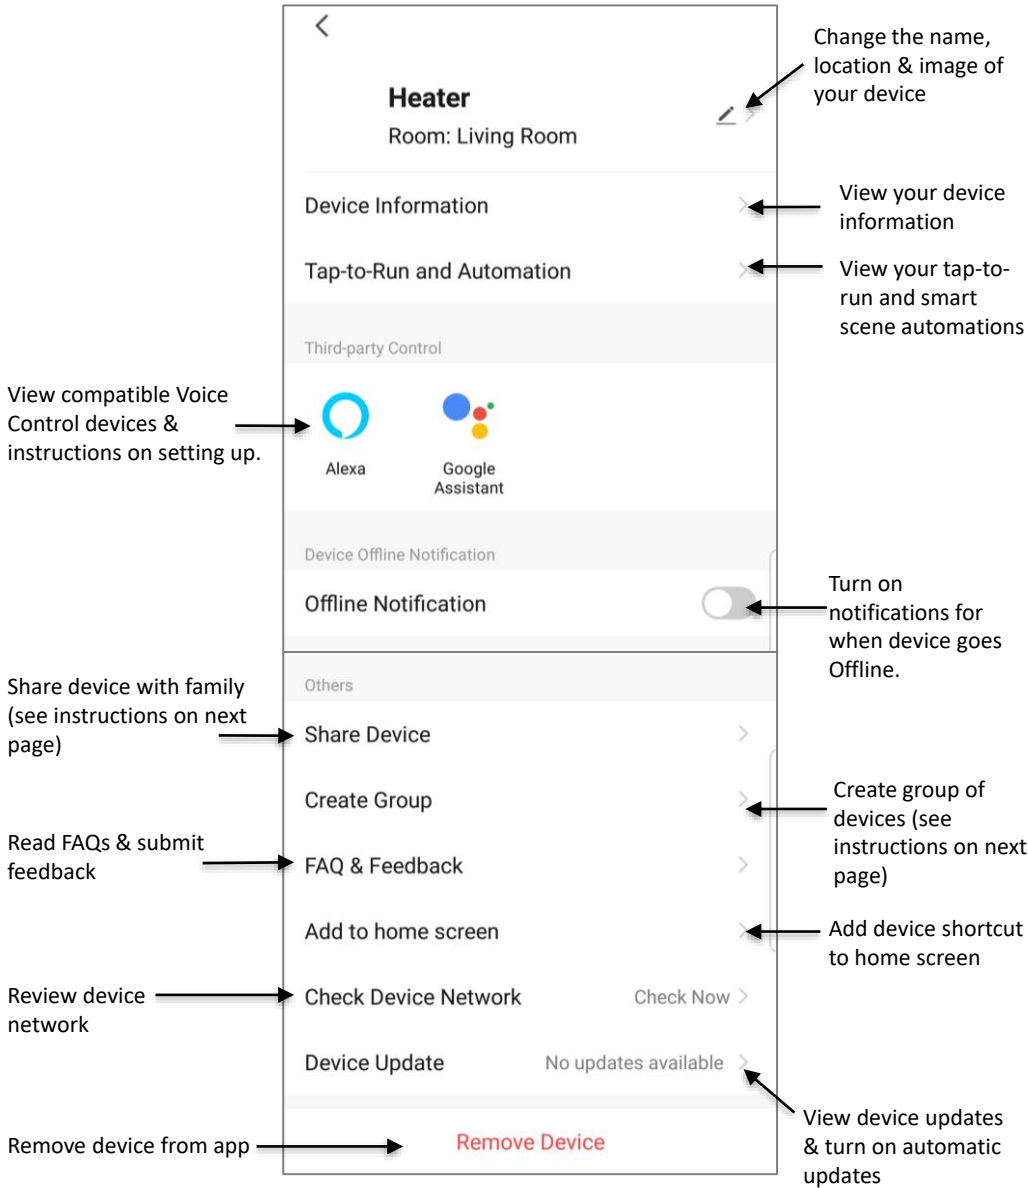 Change the name,
location & image of
your device
Heater
Room: Living Room
Device Information
View your device
information
Tap-to-Run and Automation
View your tap-to-
run and smart
scene automations
Third-party Control
View compatible Voice
Control devices &
instructions on setting up.
Alexa
Google
Assistant
Device Offline Notification
Offline Notification
Turn on
notifications for
when device goes
Offline.
Others
Share device with family
(see instructions on next
page)
Share Device
Create Group
Create group of
devices (see
instructions on next
page)
Read FAQs & submit
feedback
FAQ & Feedback
Add to home screen
Add device shortcut
to home screen
Review device
network
Check Device Network
Check Now
Device Update
No updates available
View device updates
& turn on automatic
updates
Remove device from app
Remove Device